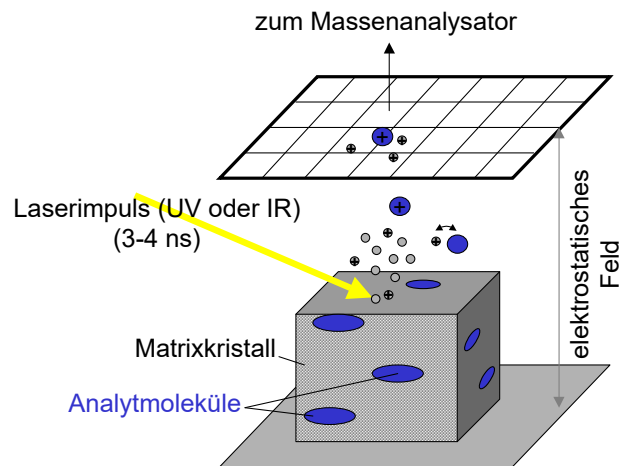 zum Massenanalysator
Laserimpuls (UV oder IR)
(3-4 ns)
elektrostatisches
Feld
Matrixkristall
Analytmoleküle